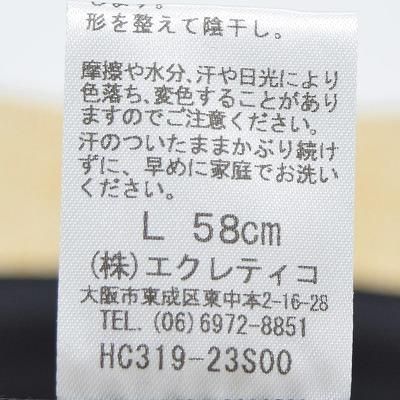 します。
形を整えて陰干し。
摩擦や水分、汗や日光により
色落ち、変色することがあり
ますのでご注意ください。
汗のついたままかぶり続け
ずに、早めに家庭でお洗い
ください。
L 58cm
(株)エクレティコ
大阪市東成区東中本2-16-28
TEL. (06)6972-8851
HC319-23S00